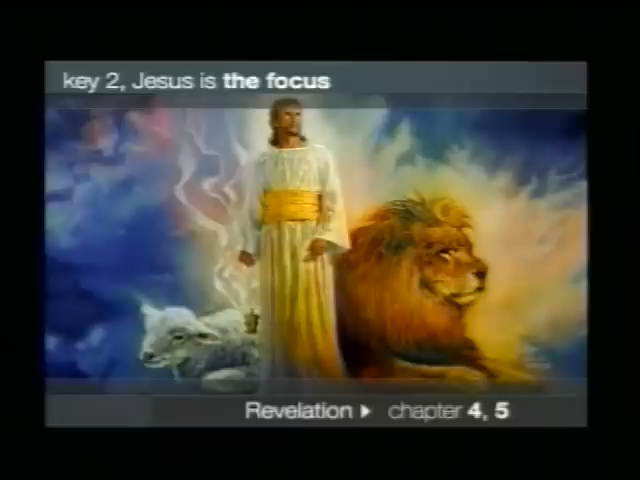 key 2, Jesus is the focus
Revelation ▸ chapter 4, 5